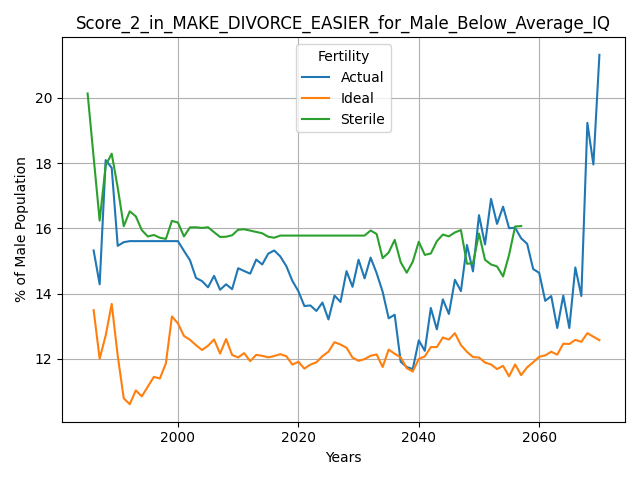 Score_2_in_MAKE_DIVORCE_EASIER_for_Male_Below_Average_IQ
Fertility
Actual
Ideal
Sterile
% of Male Population
20
18
16
14
12
2000
2020
2040
2060
Years